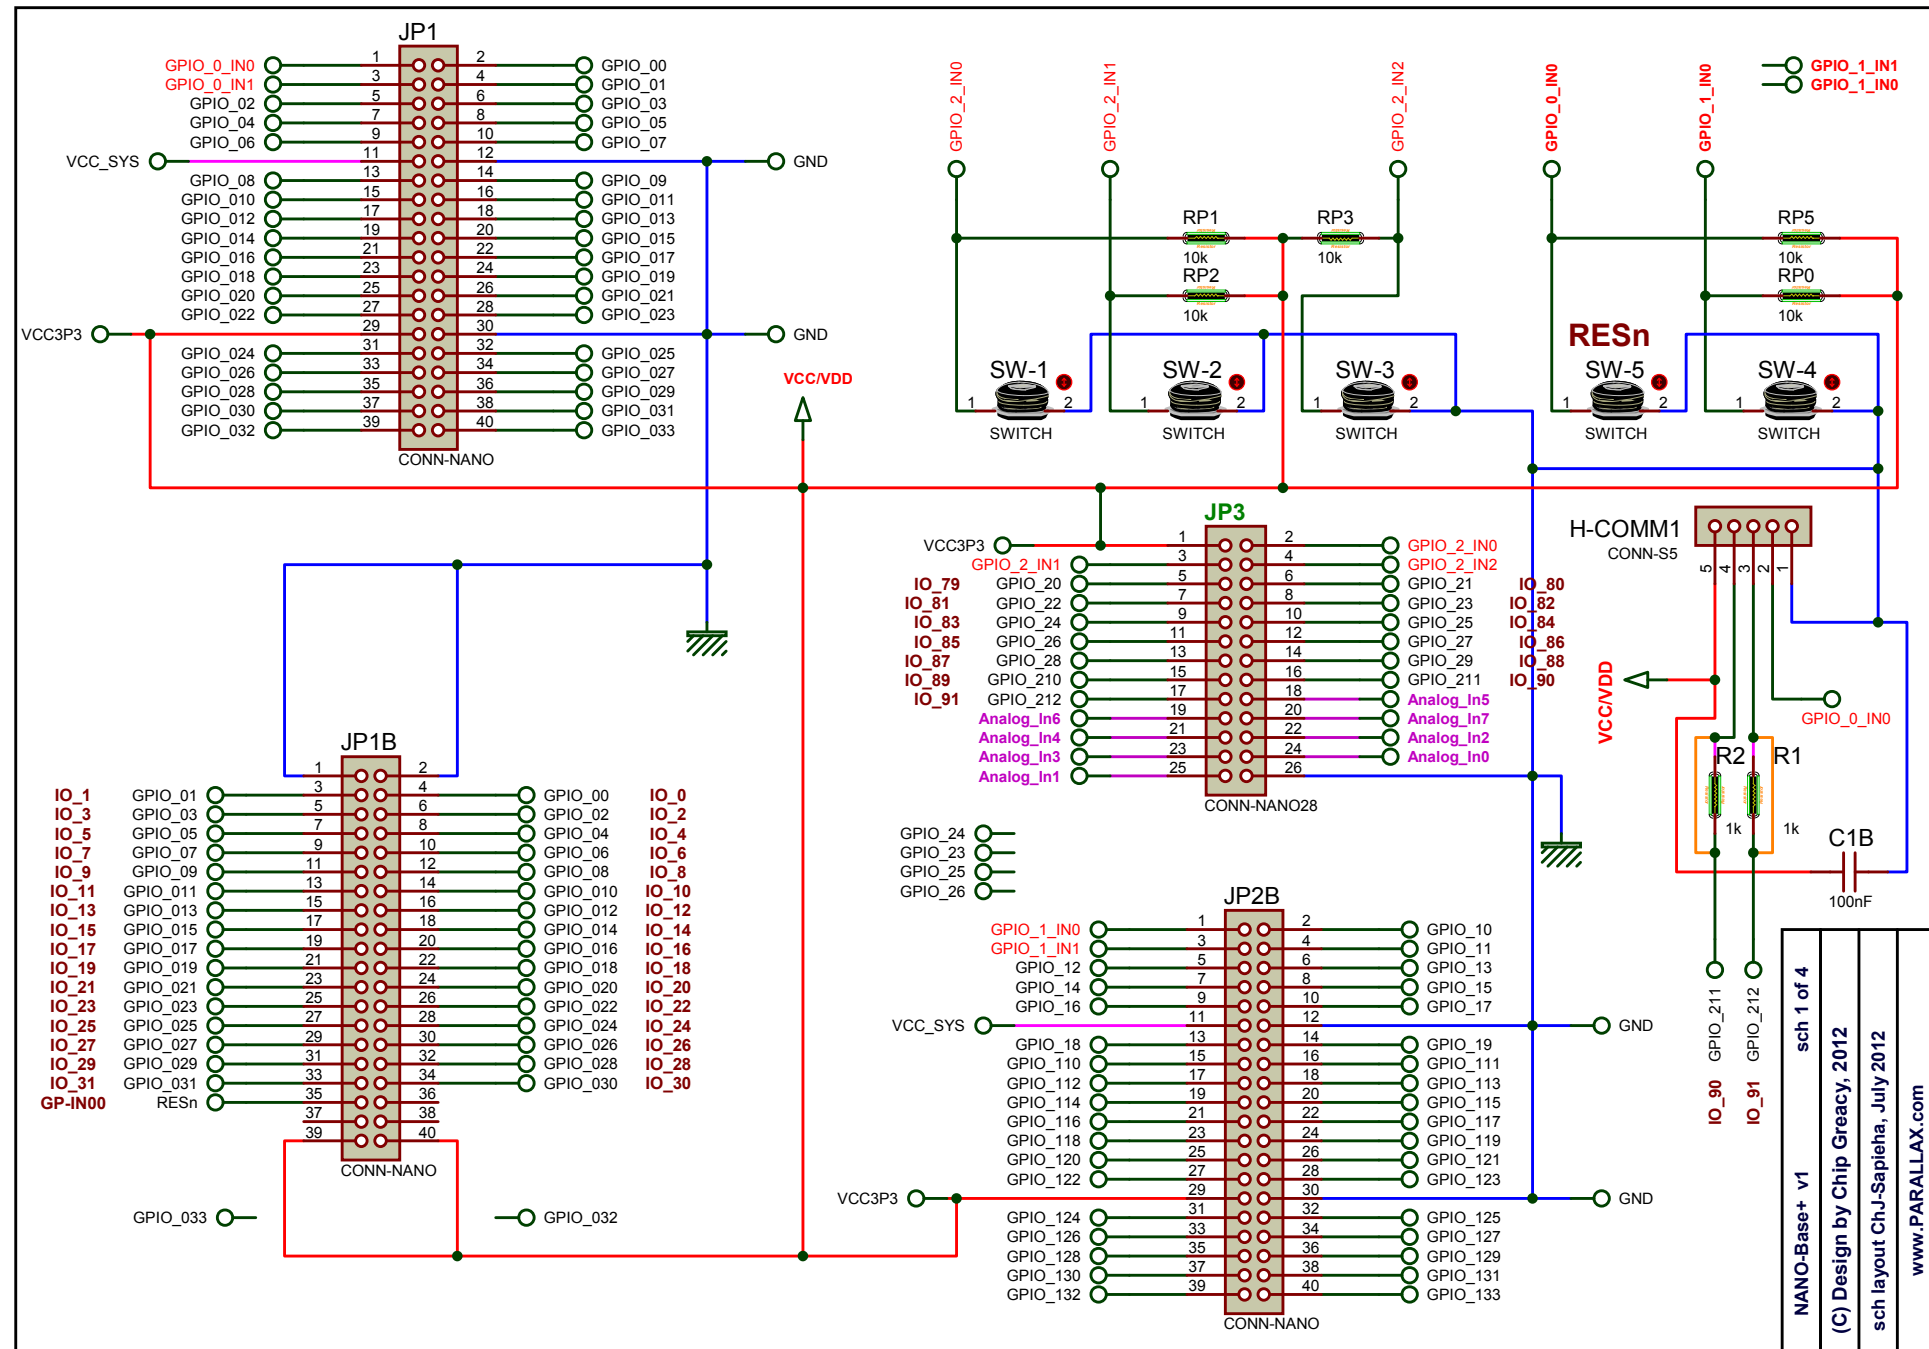 JP1
GPIO_0_IN0 1 2 GPIO_00
GPIO_0_IN1 3 4 GPIO_01
GPIO_02 5 6 GPIO_03
GPIO_04 7 8 GPIO_05
GPIO_06 9 10 GPIO_07
VCC_SYS 11 12 GND
GPIO_08 13 14 GPIO_09
GPIO_010 15 16 GPIO_011
GPIO_012 17 18 GPIO_013
GPIO_014 19 20 GPIO_015
GPIO_016 21 22 GPIO_017
GPIO_018 23 24 GPIO_019
GPIO_020 25 26 GPIO_021
GPIO_022 27 28 GPIO_023
VCC3P3 29 30 GND
GPIO_024 31 32 GPIO_025
GPIO_026 33 34 GPIO_027
GPIO_028 35 36 GPIO_029
GPIO_030 37 38 GPIO_031
GPIO_032 39 40 GPIO_033
CONN-NANO
VCC/VDD
GPIO_2_IN0
GPIO_2_IN1
GPIO_2_IN2
GPIO_0_IN0
GPIO_1_IN0
GPIO_1_IN1
GPIO_1_IN0
RP1
10k
RP2
10k
RP3
10k
RP5
10k
RP0
10k
RESn
SW-1
1 2
SWITCH
SW-2
1 2
SWITCH
SW-3
1 2
SWITCH
SW-5
1 2
SWITCH
SW-4
1 2
SWITCH
JP3
VCC3P3 1 2 GPIO_2_IN0
GPIO_2_IN1 3 4 GPIO_2_IN2
IO_79 GPIO_20 5 6 GPIO_21 IO_80
IO_81 GPIO_22 7 8 GPIO_23 IO_82
IO_83 GPIO_24 9 10 GPIO_25 IO_84
IO_85 GPIO_26 11 12 GPIO_27 IO_86
IO_87 GPIO_28 13 14 GPIO_29 IO_88
IO_89 GPIO_210 15 16 GPIO_211 IO_90
IO_91 GPIO_212 17 18 Analog_In5
Analog_In6 19 20 Analog_In7
Analog_In4 21 22 Analog_In2
Analog_In3 23 24 Analog_In0
Analog_In1 25 26
CONN-NANO28
H-COMM1
CONN-S5
5 4 3 2 1
VCC/VDD
GPIO_0_IN0
R2 R1
1k 1k
C1B
100nF
GPIO_211
GPIO_212
IO_90
IO_91
JP1B
1 2
IO_1 GPIO_01 3 4 GPIO_00 IO_0
IO_3 GPIO_03 5 6 GPIO_02 IO_2
IO_5 GPIO_05 7 8 GPIO_04 IO_4
IO_7 GPIO_07 9 10 GPIO_06 IO_6
IO_9 GPIO_09 11 12 GPIO_08 IO_8
IO_11 GPIO_011 13 14 GPIO_010 IO_10
IO_13 GPIO_013 15 16 GPIO_012 IO_12
IO_15 GPIO_015 17 18 GPIO_014 IO_14
IO_17 GPIO_017 19 20 GPIO_016 IO_16
IO_19 GPIO_019 21 22 GPIO_018 IO_18
IO_21 GPIO_021 23 24 GPIO_020 IO_20
IO_23 GPIO_023 25 26 GPIO_022 IO_22
IO_25 GPIO_025 27 28 GPIO_024 IO_24
IO_27 GPIO_027 29 30 GPIO_026 IO_26
IO_29 GPIO_029 31 32 GPIO_028 IO_28
IO_31 GPIO_031 33 34 GPIO_030 IO_30
GP-IN00 RESn 35 36
37 38
39 40
CONN-NANO
GPIO_033 GPIO_032
GPIO_24
GPIO_23
GPIO_25
GPIO_26
JP2B
GPIO_1_IN0 1 2 GPIO_10
GPIO_1_IN1 3 4 GPIO_11
GPIO_12 5 6 GPIO_13
GPIO_14 7 8 GPIO_15
GPIO_16 9 10 GPIO_17
VCC_SYS 11 12 GND
GPIO_18 13 14 GPIO_19
GPIO_110 15 16 GPIO_111
GPIO_112 17 18 GPIO_113
GPIO_114 19 20 GPIO_115
GPIO_116 21 22 GPIO_117
GPIO_118 23 24 GPIO_119
GPIO_120 25 26 GPIO_121
GPIO_122 27 28 GPIO_123
VCC3P3 29 30 GND
GPIO_124 31 32 GPIO_125
GPIO_126 33 34 GPIO_127
GPIO_128 35 36 GPIO_129
GPIO_130 37 38 GPIO_131
GPIO_132 39 40 GPIO_133
CONN-NANO
NANO-Base+ v1 sch 1 of 4
(C) Design by Chip Greacy, 2012
sch layout ChJ-Sapieha, July 2012
www.PARALLAX.com